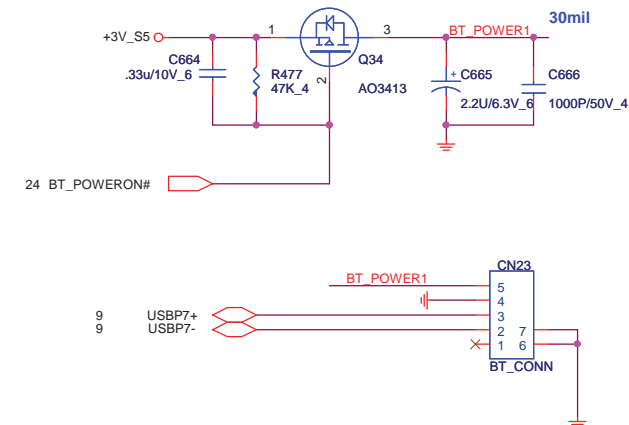 30mil
+3V_S5
1
3
BT_POWER1
C664
.33u/10V_6
R477
47K_4
2
Q34
AO3413
+
C665
2.2U/6.3V_6
C666
1000P/50V_4
24 BT_POWERON#
CN23
BT_POWER1
5
4
9 USBP7+
3
9 USBP7-
2 7
1 6
BT_CONN